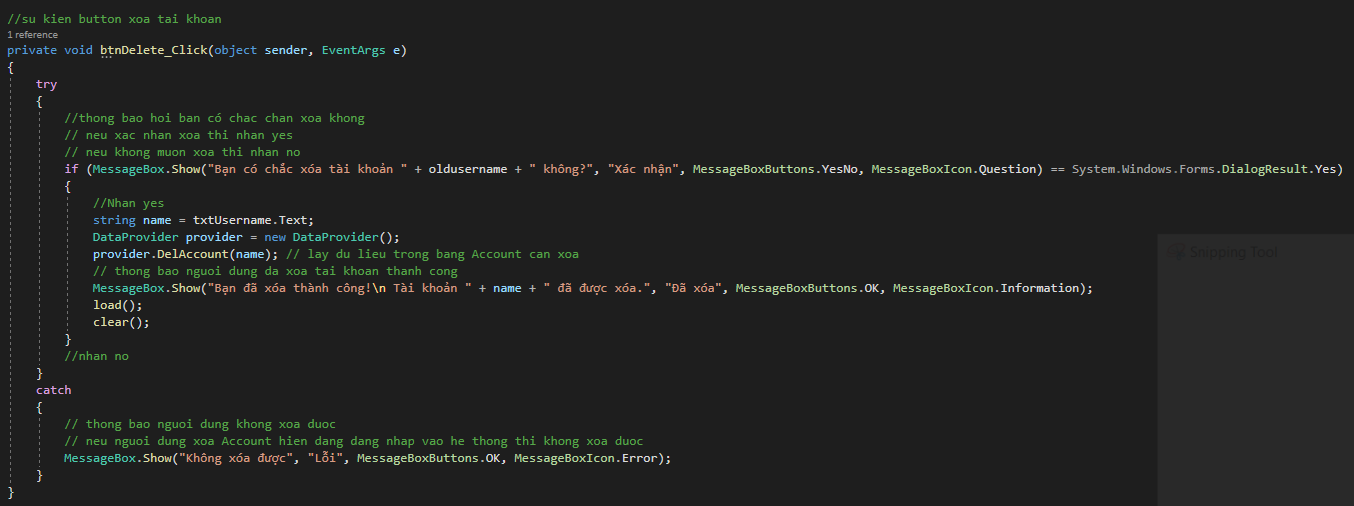 //su kien button xoa tai khoan
1 reference
private void btnDelete_Click(object sender, EventArgs e)
{
try
{
//thong bao hoi ban có chac chan xoa khong
// neu xac nhan xoa thi nhan yes
// neu khong muon xoa thi nhan no
if (MessageBox.Show("Bạn có chắc xóa tài khoản " + oldusername + " không?", "Xác nhận", MessageBoxButtons.YesNo, MessageBoxIcon.Question) == System.Windows.Forms.DialogResult.Yes)
{
//Nhan yes
string name = txtUsername.Text;
DataProvider provider = new DataProvider();
provider.DelAccount(name); // lay du lieu trong bang Account can xoa
// thong bao nguoi dung da xoa tai khoan thanh cong
MessageBox.Show("Bạn đã xóa thành công!\n Tài khoản " + name + " đã được xóa.", "Đã xóa", MessageBoxButtons.OK, MessageBoxIcon.Information);
load();
clear();
}
//nhan no
}
catch
{
// thong bao nguoi dung khong xoa duoc
// neu nguoi dung xoa Account hien dang dang nhap vao he thong thi khong xoa duoc
MessageBox.Show("Không xóa được", "Lỗi", MessageBoxButtons.OK, MessageBoxIcon.Error);
}
}
Snipping Tool